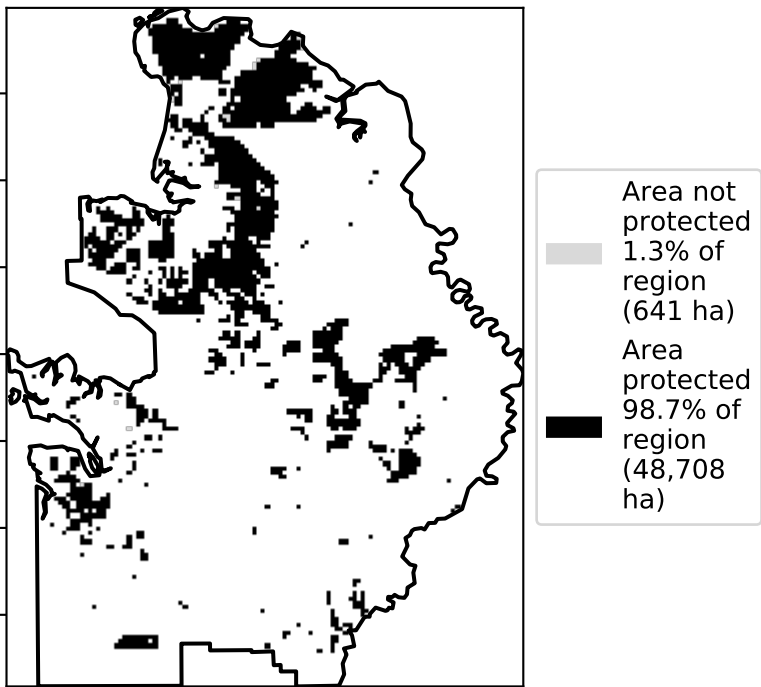 Area not
protected
1.3% of
region
(641 ha)
Area
protected
98.7% of
region
(48,708
ha)